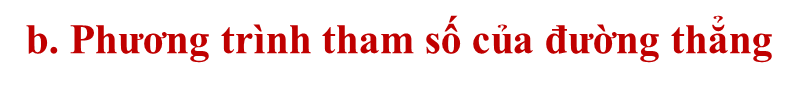 b. Phương trình tham số của đường thẳng